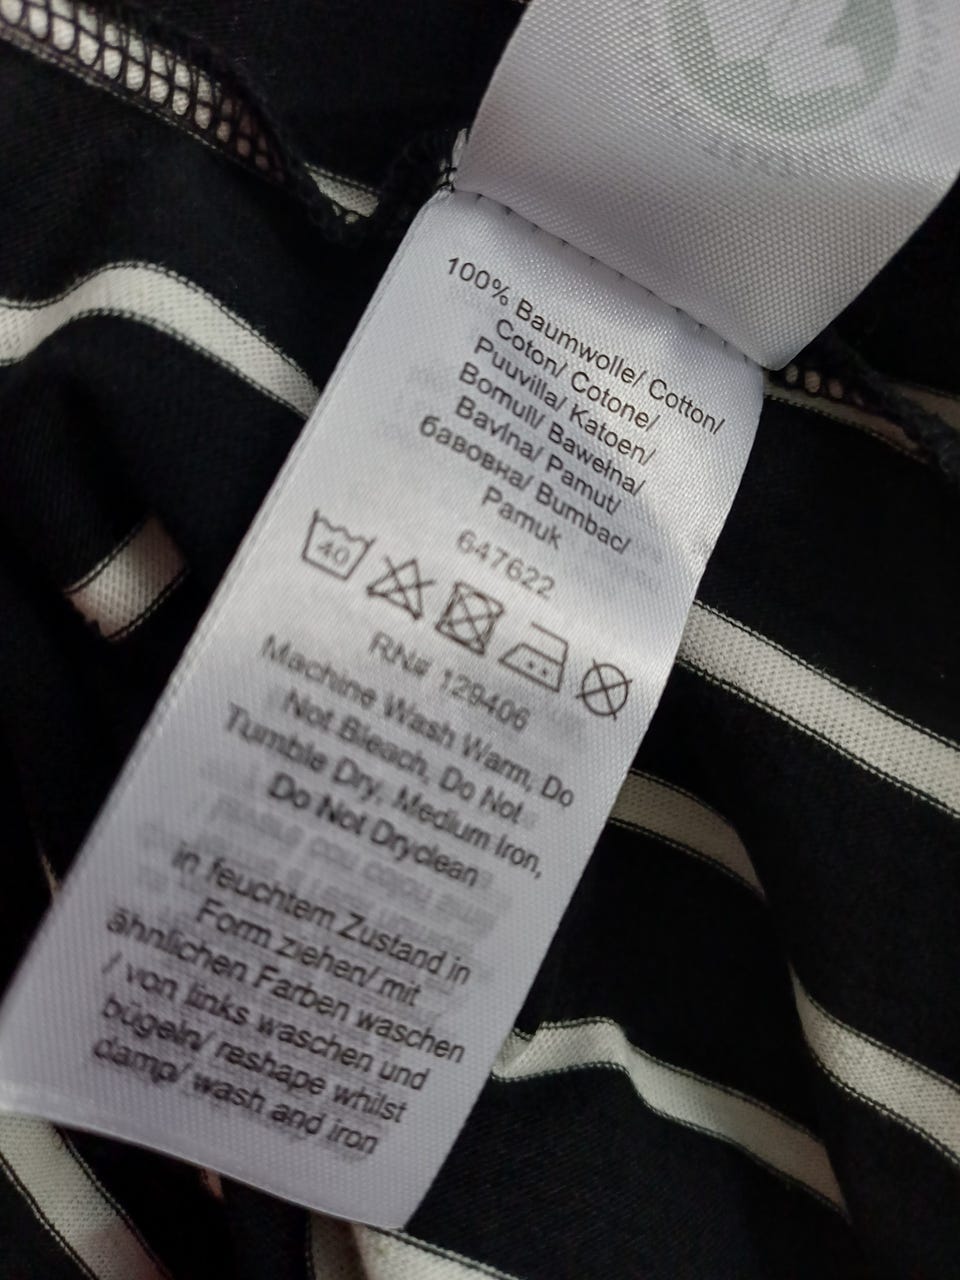 100% Baumwolle/ Cotton/
Coton/ Cotone/
Puuvilla/ Katoen/
Bomull/ Bawełna/
Bavlna/ Pamut/
бавовна/ Bumbac/
Pamuk
647622
40
RN# 129406
Machine Wash Warm, Do
Not Bleach, Do Not
Tumble Dry, Medium Iron,
Do Not Dryclean
in feuchtem Zustand in
Form ziehen/ mit
ähnlichen Farben waschen
/ von links waschen und
bügeln/ reshape whilst
damp/ wash and iron